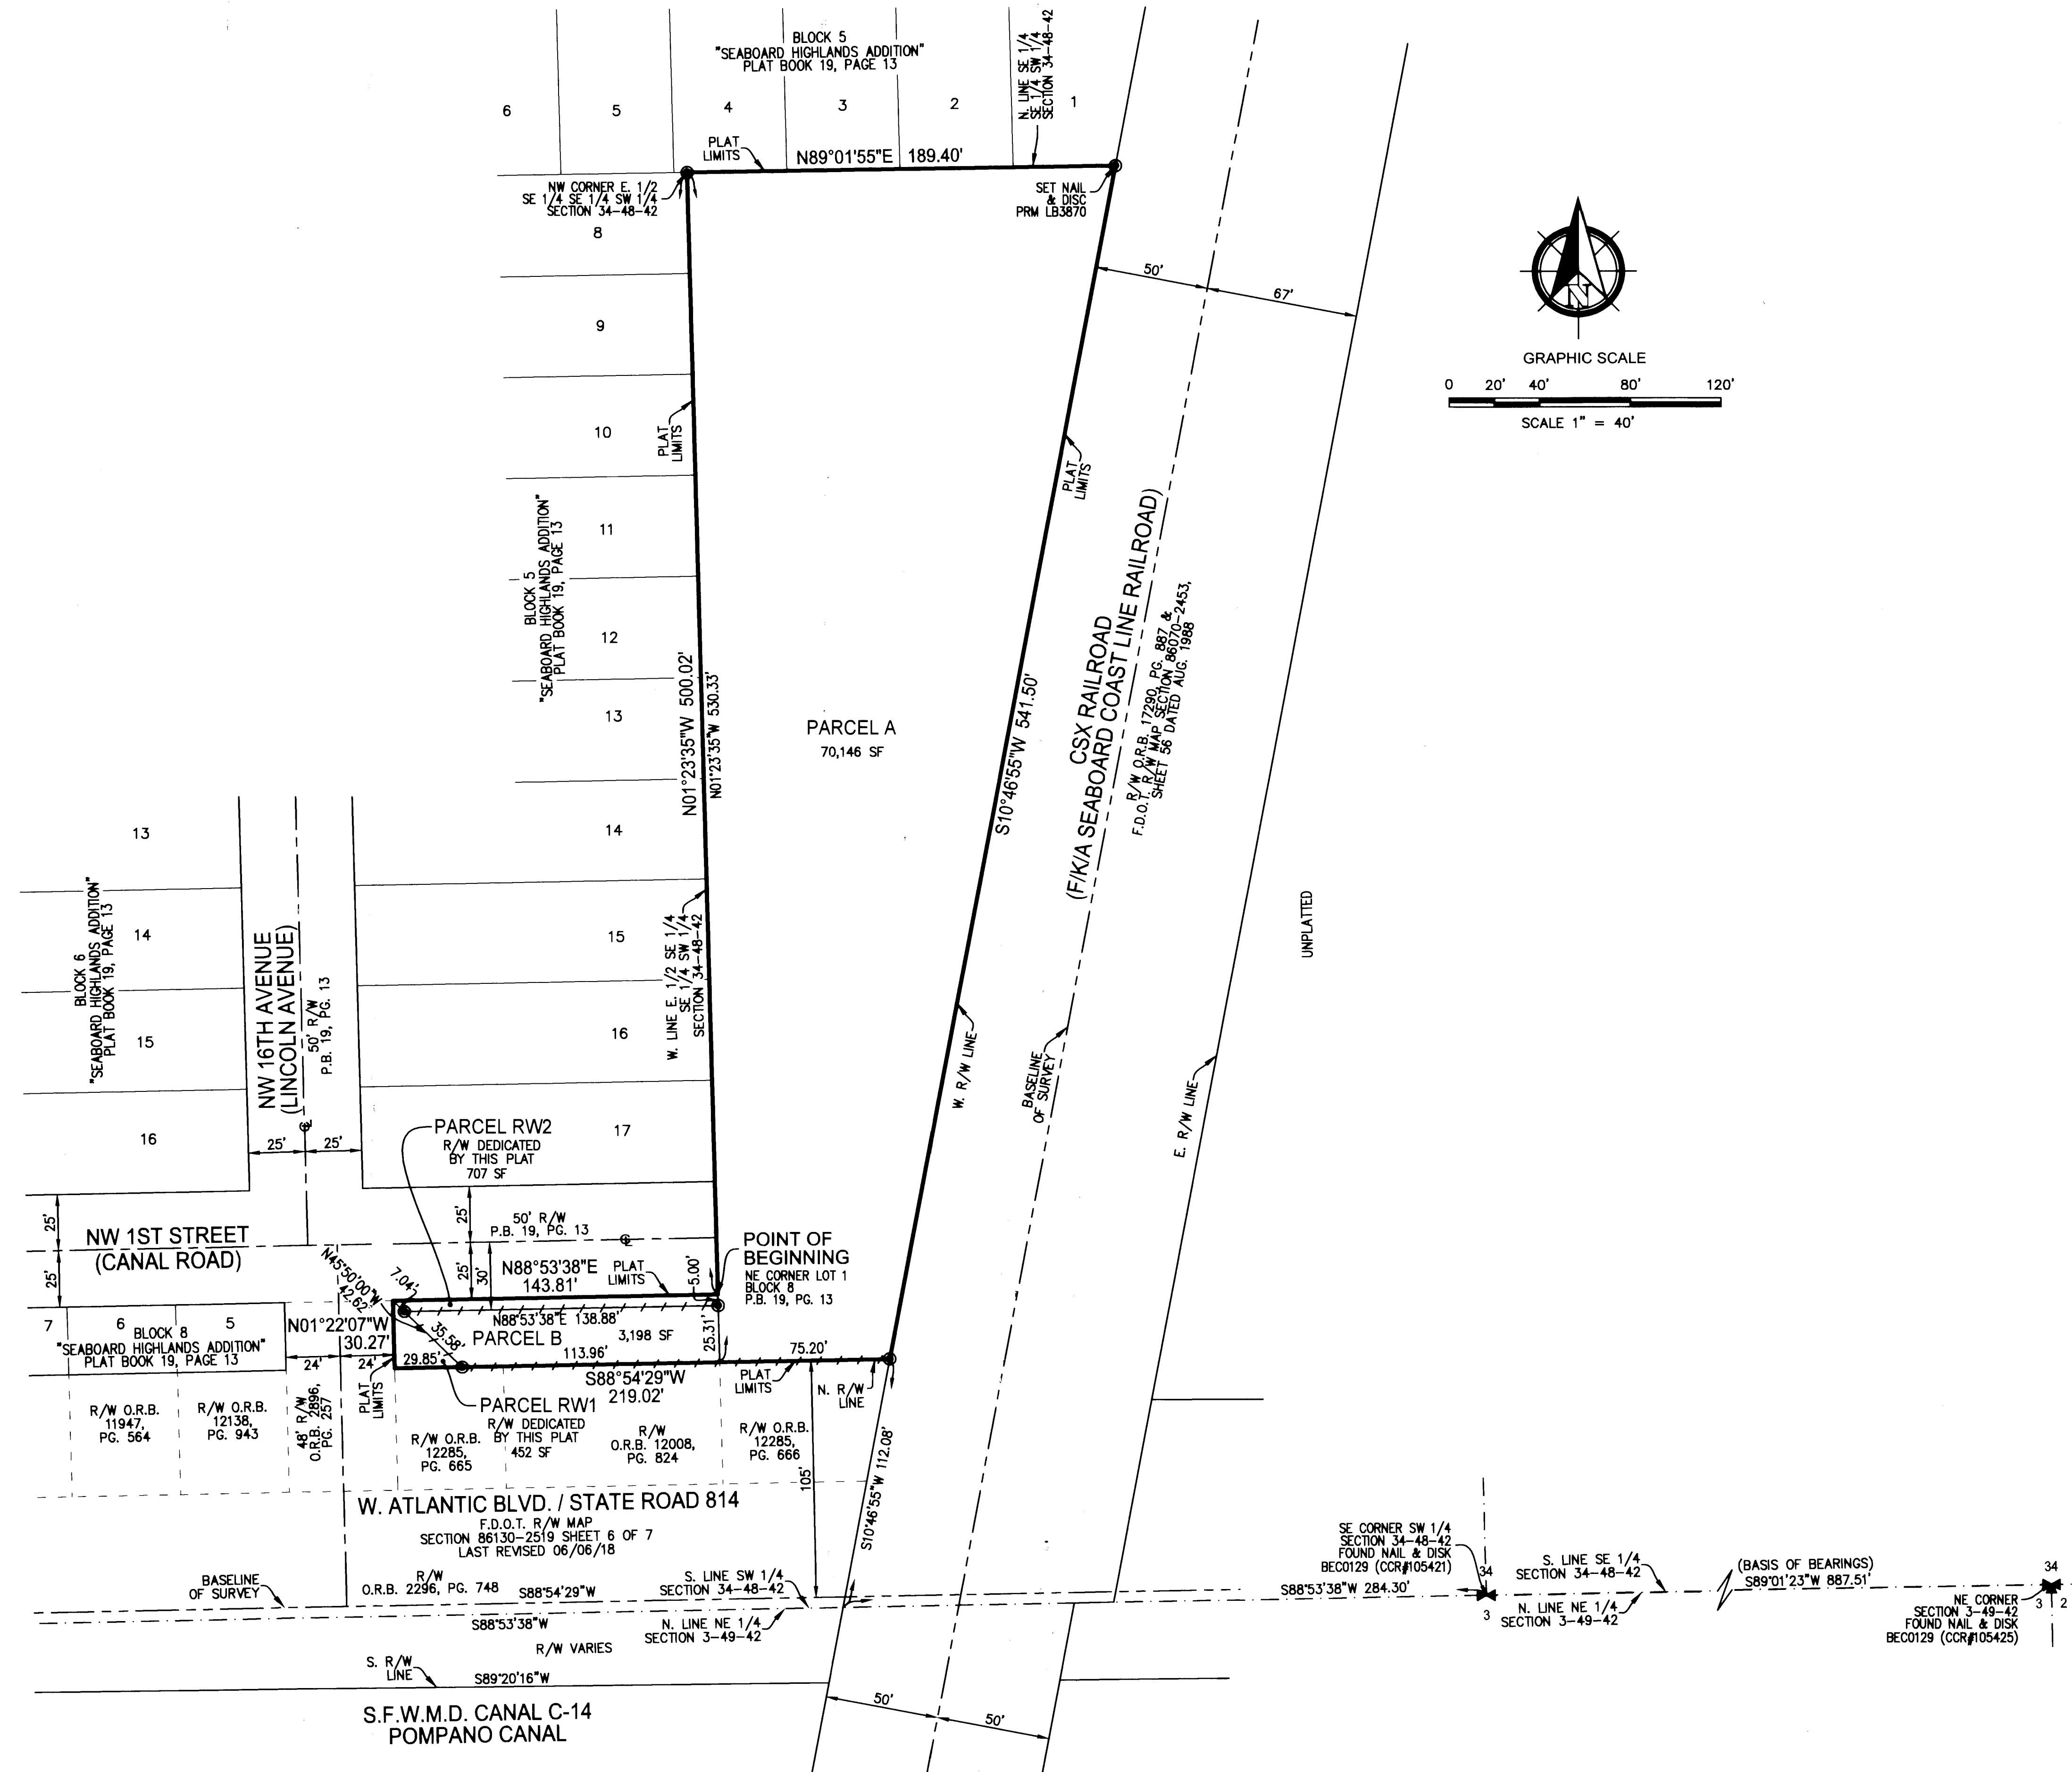 BLOCK 5
"SEABOARD HIGHLANDS ADDITION"
PLAT BOOK 19, PAGE 13
N. LINE SE 1/4
SE 1/4 SW 1/4
SECTION 34-48-42
6
5
4
3
2
1
PLAT
LIMITS
N89°01'55"E 189.40'
NW CORNER E. 1/2
SE 1/4 SE 1/4 SW 1/4
SECTION 34-48-42
SET NAIL
& DISC
PRM LB3870
N
GRAPHIC SCALE
0 20' 40' 80' 120'
SCALE 1" = 40'
50'
67'
8
9
10
11
12
13
14
15
16
17
PLAT
LIMITS
PLAT
LIMITS
BLOCK 5
"SEABOARD HIGHLANDS ADDITION"
PLAT BOOK 19, PAGE 13
N01°23'35"W 500.02'
N01°23'35"W 530.33'
PARCEL A
70,146 SF
S10°46'55"W 541.50'
CSX RAILROAD
(F/K/A SEABOARD COAST LINE RAILROAD)
R/W O.R.B. 17290, PG. 887 &
F.D.O.T. R/W MAP SECTION 86070-2453,
SHEET 56 DATED AUG. 1988
UNPLATTED
13
14
15
16
BLOCK 6
"SEABOARD HIGHLANDS ADDITION"
PLAT BOOK 19, PAGE 13
NW 16TH AVENUE
(LINCOLN AVENUE)
50' R/W
P.B. 19, PG. 13
W. LINE E. 1/2 SE 1/4
SE 1/4 SW 1/4
SECTION 34-48-42
W. R/W LINE
BASELINE
OF SURVEY
E. R/W LINE
25' 25'
PARCEL RW2
R/W DEDICATED
BY THIS PLAT
707 SF
25'
25'
NW 1ST STREET
(CANAL ROAD)
25'
50' R/W
P.B. 19, PG. 13
25'
30'
N88°53'38"E
143.81'
PLAT
LIMITS
5.00'
POINT OF
BEGINNING
NE CORNER LOT 1
BLOCK 8
P.B. 19, PG. 13
N45°50'00"W
42.62'
7.04'
35.58'
N88°53'38"E 138.88'
PARCEL B
3,198 SF
25.31'
113.96'
29.85'
75.20'
S88°54'29"W
219.02'
PLAT
LIMITS
N. R/W
LINE
7
6
5
BLOCK 8
"SEABOARD HIGHLANDS ADDITION"
PLAT BOOK 19, PAGE 13
N01°22'07"W
30.27'
24' 24'
PLAT
LIMITS
PARCEL RW1
R/W DEDICATED
BY THIS PLAT
452 SF
R/W O.R.B.
11947,
PG. 564
R/W O.R.B.
12138,
PG. 943
48' R/W
O.R.B. 2896,
PG. 257
R/W O.R.B.
12285,
PG. 665
R/W
O.R.B. 12008,
PG. 824
R/W O.R.B.
12285,
PG. 666
105'
S10°46'55"W 112.08'
W. ATLANTIC BLVD. / STATE ROAD 814
F.D.O.T. R/W MAP
SECTION 86130-2519 SHEET 6 OF 7
LAST REVISED 06/06/18
BASELINE
OF SURVEY
R/W
O.R.B. 2296, PG. 748
S88°54'29"W
S. LINE SW 1/4
SECTION 34-48-42
S88°53'38"W
N. LINE NE 1/4
SECTION 3-49-42
R/W VARIES
S. R/W
LINE
S89°20'16"W
S.F.W.M.D. CANAL C-14
POMPANO CANAL
50'
50'
SE CORNER SW 1/4
SECTION 34-48-42
FOUND NAIL & DISK
BEC0129 (CCR#105421)
S88°53'38"W 284.30'
34
3
S. LINE SE 1/4
SECTION 34-48-42
N. LINE NE 1/4
SECTION 3-49-42
(BASIS OF BEARINGS)
S89°01'23"W 887.51'
34
3 2
NE CORNER
SECTION 3-49-42
FOUND NAIL & DISK
BEC0129 (CCR#105425)